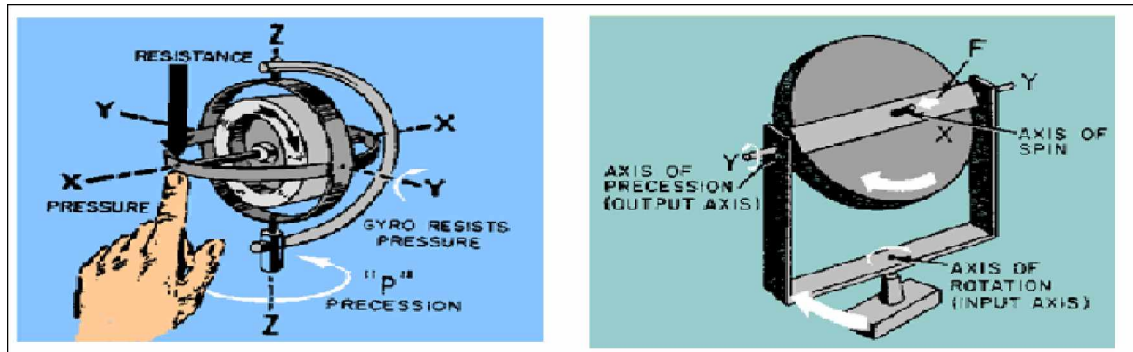 Z
RESISTANCE
Y
X
X
Y
PRESSURE
GYRO RESISTS
PRESSURE
"P"
PRECESSION
Z
F
Y
X
AXIS OF
SPIN
Y
AXIS OF
PRECESSION
(OUTPUT AXIS)
AXIS OF
ROTATION
(INPUT AXIS)